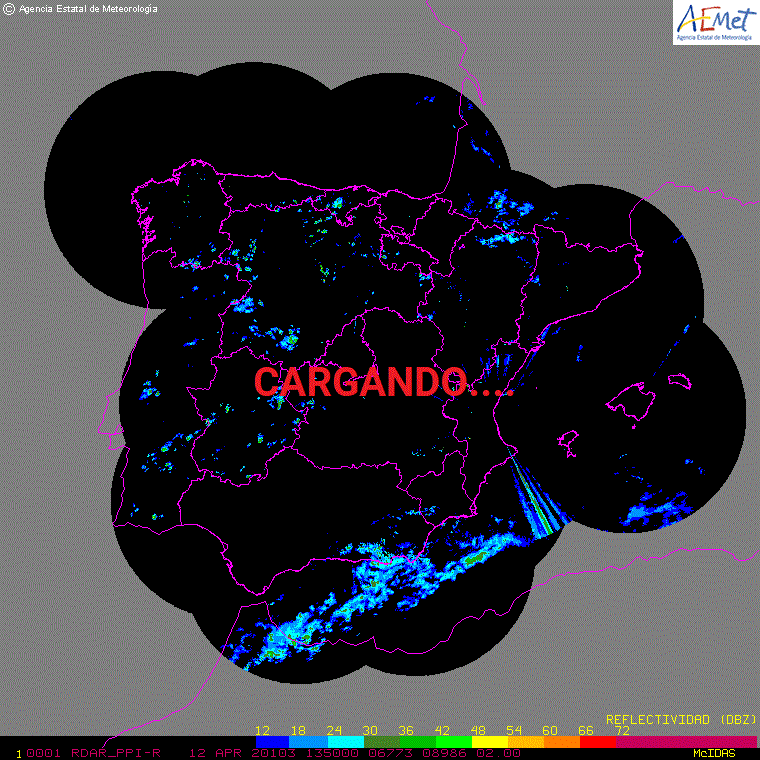 © Agencia Estatal de Meteorología
AEMet
Agencia Estatal de Meteorología
CARGANDO....
REFLECTIVIDAD (DBZ)
12 18 24 30 36 42 48 54 60 66 72
1 0001 RDAR_PPI-R 12 APR 20103 135000 06773 08986 02.00 McIDAS